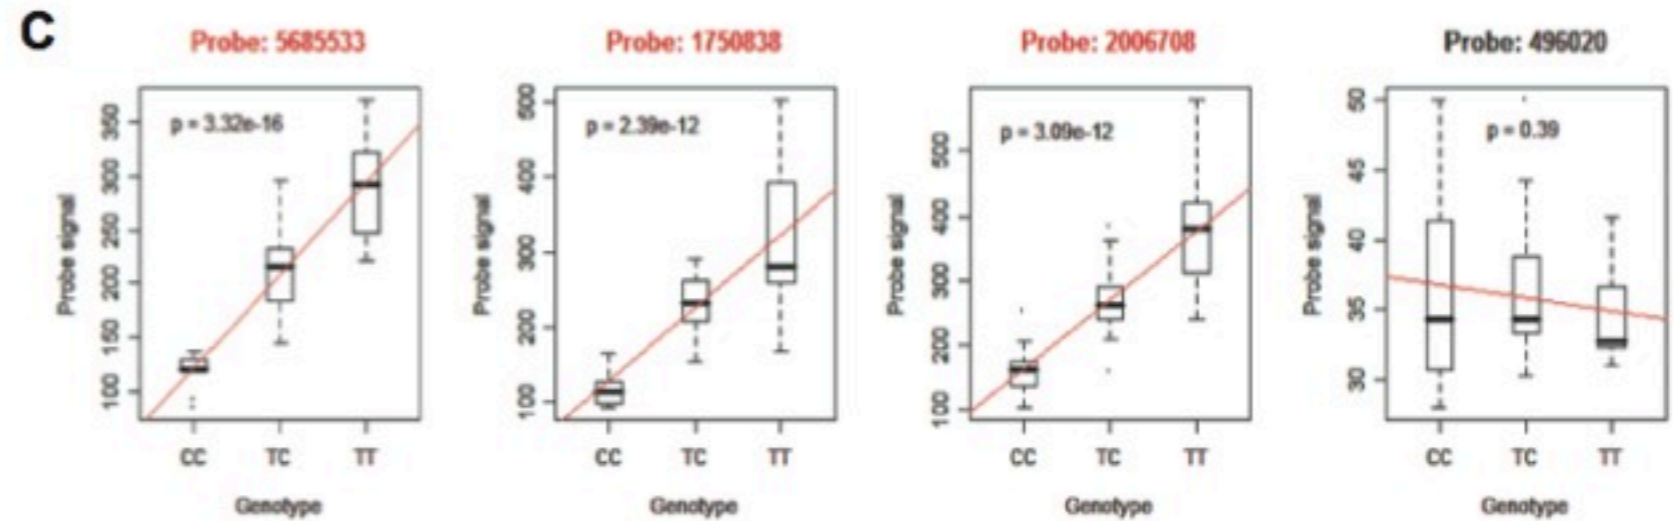 C
Probe: 5685533
p = 3.32e-16
Probe signal
350
300
250
200
150
100
CC TC TT
Genotype
Probe: 1750838
p = 2.39e-12
Probe signal
500
400
300
200
100
CC TC TT
Genotype
Probe: 2006708
p = 3.09e-12
Probe signal
500
400
300
200
100
CC TC TT
Genotype
Probe: 496020
p = 0.39
Probe signal
50
45
40
35
30
CC TC TT
Genotype